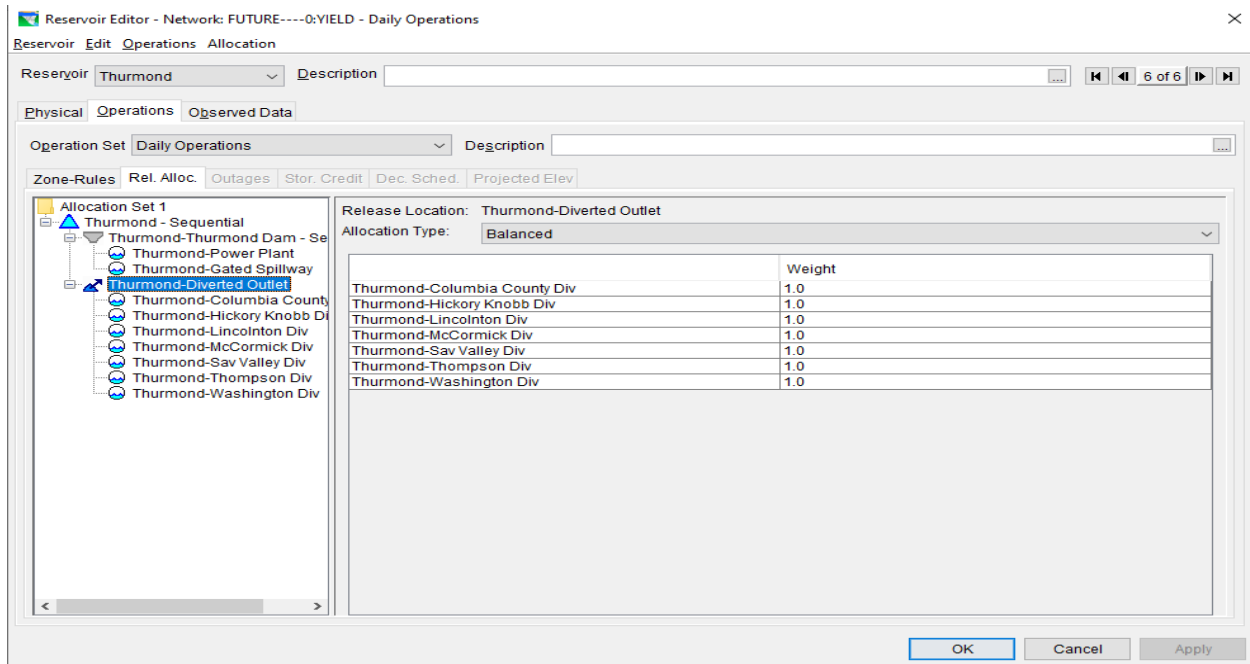 Reservoir Editor - Network: FUTURE----0:YIELD - Daily Operations
Reservoir Edit Operations Allocation
Reservoir Thurmond Description ... 6 of 6
Physical Operations Observed Data
Operation Set Daily Operations Description ...
Zone-Rules Rel. Alloc. Outages Stor. Credit Dec. Sched. Projected Elev
Allocation Set 1
Thurmond - Sequential
Thurmond-Thurmond Dam - Se
Thurmond-Power Plant
Thurmond-Gated Spillway
Thurmond-Diverted Outlet
Thurmond-Columbia County
Thurmond-Hickory Knobb Di
Thurmond-Lincolnton Div
Thurmond-McCormick Div
Thurmond-Sav Valley Div
Thurmond-Thompson Div
Thurmond-Washington Div
Release Location: Thurmond-Diverted Outlet
Allocation Type: Balanced
Weight
Thurmond-Columbia County Div 1.0
Thurmond-Hickory Knobb Div 1.0
Thurmond-Lincolnton Div 1.0
Thurmond-McCormick Div 1.0
Thurmond-Sav Valley Div 1.0
Thurmond-Thompson Div 1.0
Thurmond-Washington Div 1.0
OK Cancel Apply